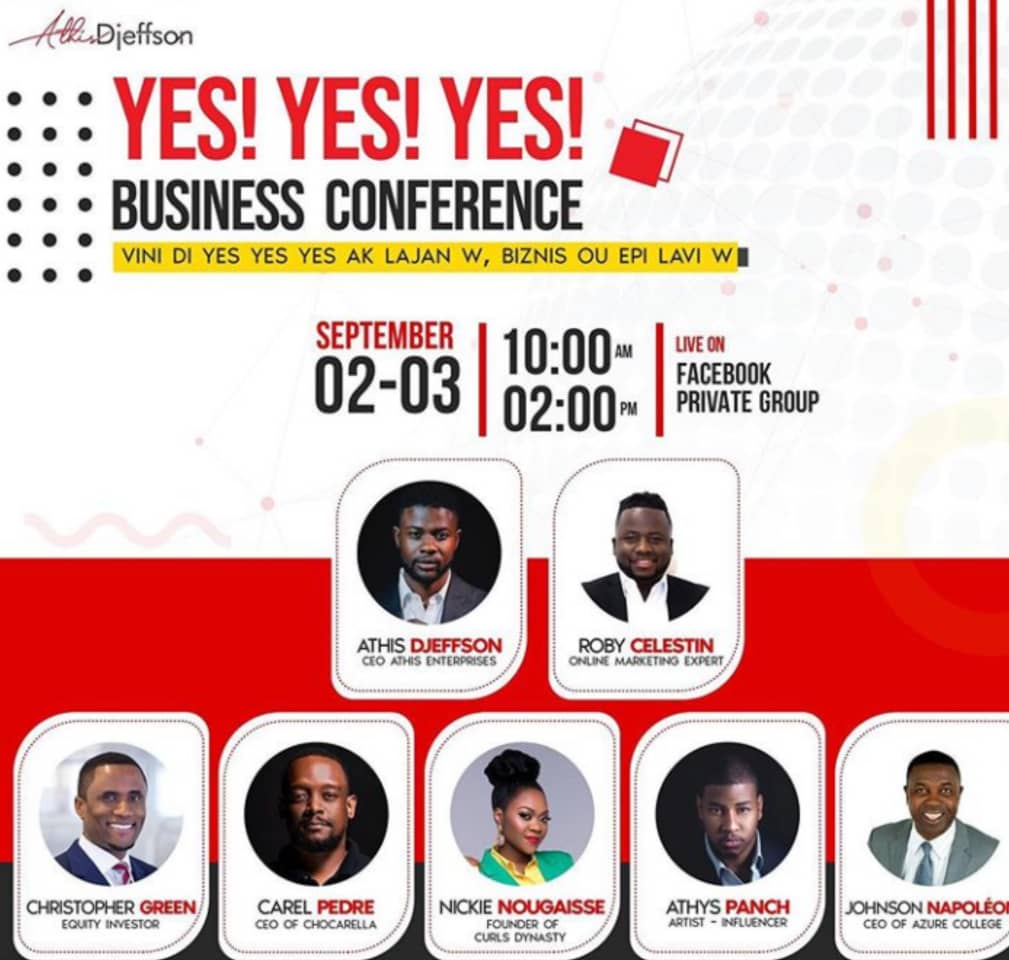 Athis Djeffson
YES! YES! YES!
BUSINESS CONFERENCE
VINI DI YES YES YES AK LAJAN W, BIZNIS OU EPI LAVI W
SEPTEMBER
02-03
10:00 AM
02:00 PM
LIVE ON
FACEBOOK
PRIVATE GROUP
ATHIS DJEFFSON
CEO ATHIS ENTERPRISES
ROBY CELESTIN
ONLINE MARKETING EXPERT
CHRISTOPHER GREEN
EQUITY INVESTOR
CAREL PEDRE
CEO OF CHOCARELLA
NICKIE NOUGAISSE
FOUNDER OF
CURLS DYNASTY
ATHYS PANCH
ARTIST - INFLUENCER
JOHNSON NAPOLÉO
CEO OF AZURE COLLEGE